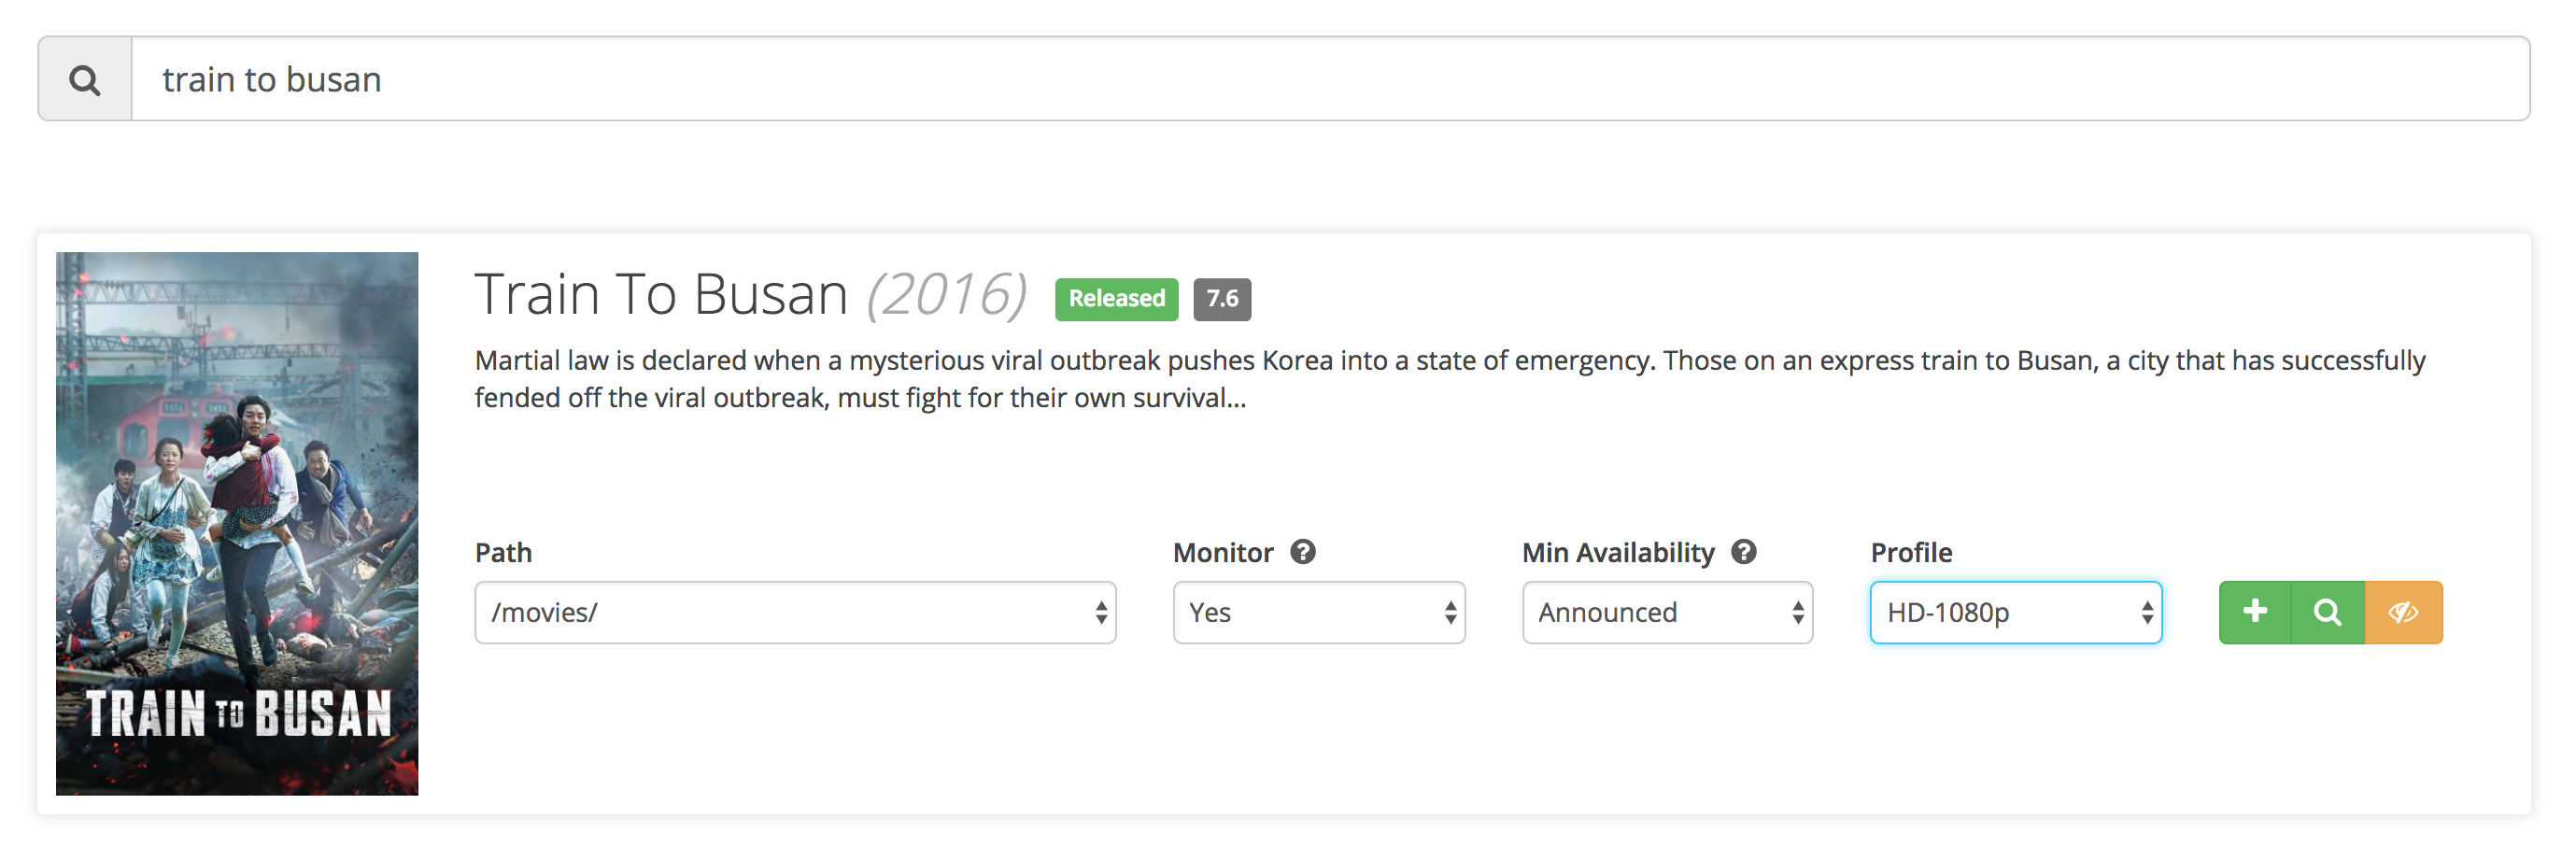 train to busan
Train To Busan (2016) Released 7.6
Martial law is declared when a mysterious viral outbreak pushes Korea into a state of emergency. Those on an express train to Busan, a city that has successfully
fended off the viral outbreak, must fight for their own survival...
Path Monitor Min Availability Profile
/movies/ Yes Announced HD-1080p
TRAIN TO BUSAN